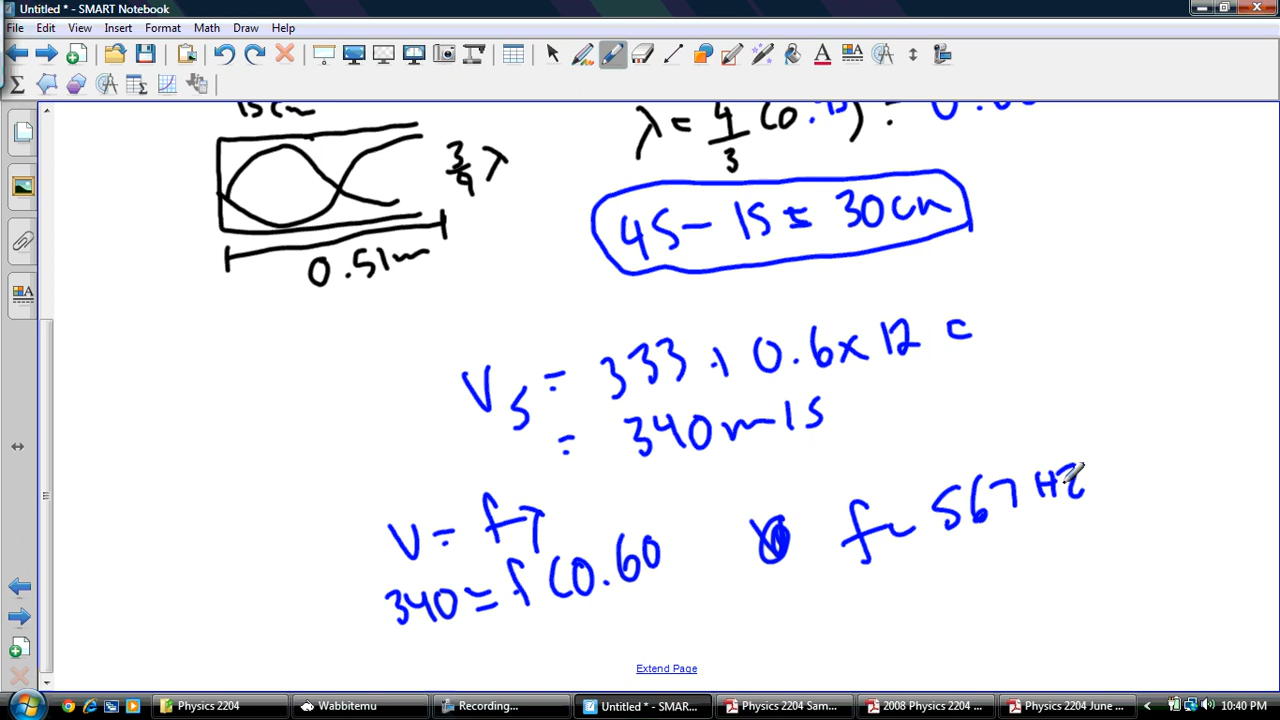 Untitled * - SMART Notebook
File Edit View Insert Format Math Draw Help
15cm
λ = 4/3 (0.15) =
3/4 λ
45 - 15 = 30cm
0.51m
Vs = 333 + 0.6 x 12 =
= 340 m/s
f = 567 HZ
V = fλ
340 = f (0.60
Extend Page
Physics 2204 Wabbitemu Recording... Untitled * - SMAR... Physics 2204 Sam... 2008 Physics 2204 ... Physics 2204 June ... 10:40 PM